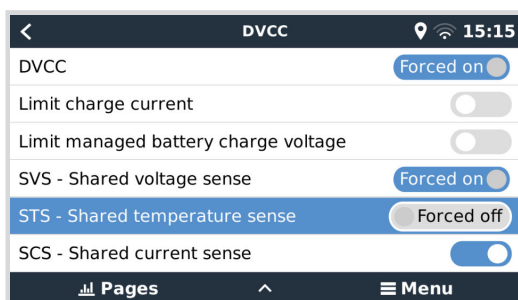 DVCC 15:15
DVCC Forced on
Limit charge current
Limit managed battery charge voltage
SVS - Shared voltage sense Forced on
STS - Shared temperature sense Forced off
SCS - Shared current sense
Pages Menu